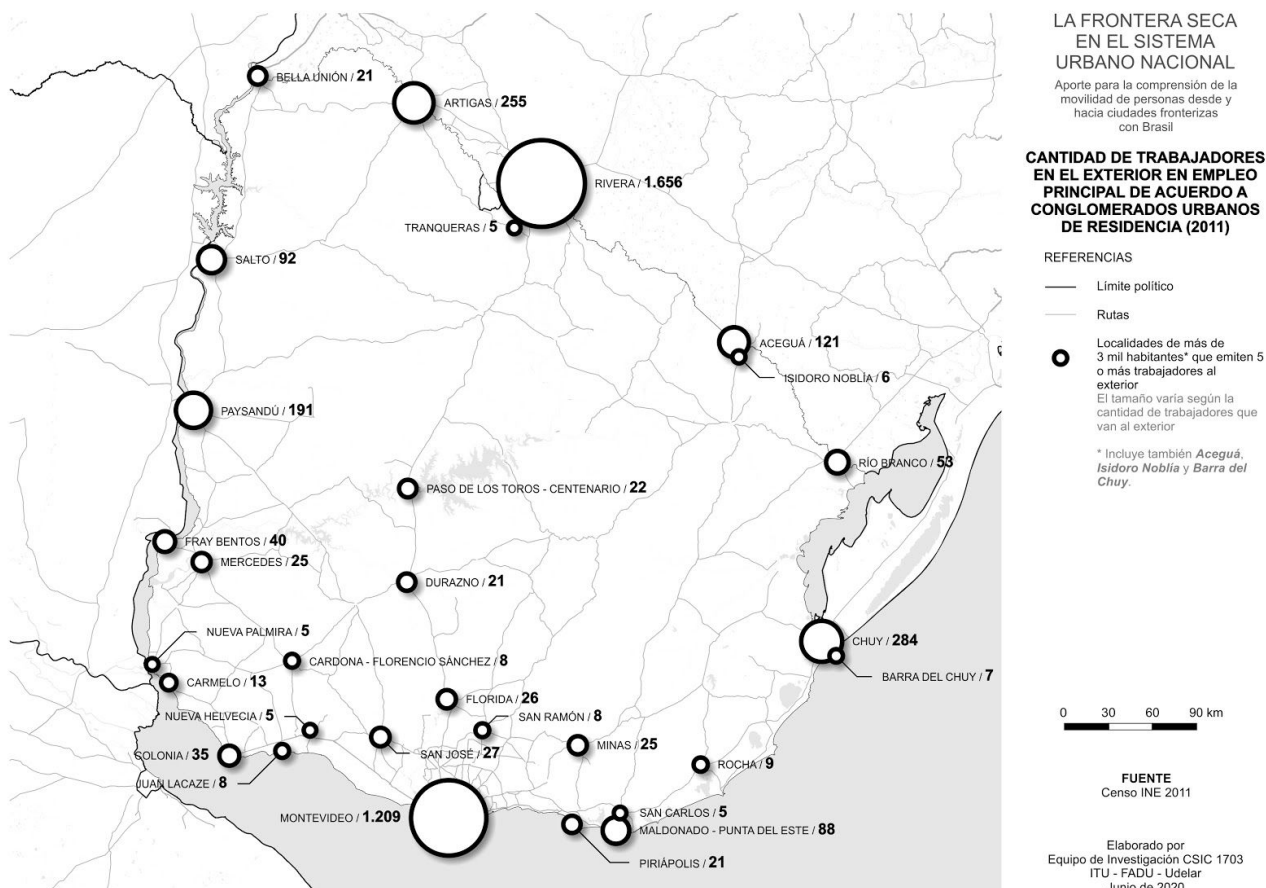 BELLA UNIÓN / 21
ARTIGAS / 255
RIVERA / 1.656
TRANQUERAS / 5
SALTO / 92
ACEGUÁ / 121
ISIDORO NOBLÍA / 6
PAYSANDÚ / 191
RÍO BRANCO / 53
PASO DE LOS TOROS - CENTENARIO / 22
FRAY BENTOS / 40
MERCEDES / 25
DURAZNO / 21
NUEVA PALMIRA / 5
CHUY / 284
CARDONA - FLORENCIO SÁNCHEZ / 8
BARRA DEL CHUY / 7
CARMELO / 13
FLORIDA / 26
NUEVA HELVECIA / 5
SAN RAMÓN / 8
MINAS / 25
COLONIA / 35
SAN JOSÉ / 27
ROCHA / 9
JUAN LACAZE / 8
MONTEVIDEO / 1.209
SAN CARLOS / 5
MALDONADO - PUNTA DEL ESTE / 88
PIRIÁPOLIS / 21
LA FRONTERA SECA
EN EL SISTEMA
URBANO NACIONAL
Aporte para la comprensión de la
movilidad de personas desde y
hacia ciudades fronterizas
con Brasil
CANTIDAD DE TRABAJADORES
EN EL EXTERIOR EN EMPLEO
PRINCIPAL DE ACUERDO A
CONGLOMERADOS URBANOS
DE RESIDENCIA (2011)
REFERENCIAS
Límite político
Rutas
Localidades de más de
3 mil habitantes* que emiten 5
o más trabajadores al
exterior
El tamaño varía según la
cantidad de trabajadores que
van al exterior
* Incluye también Aceguá,
Isidoro Noblía y Barra del
Chuy.
0 30 60 90 km
FUENTE
Censo INE 2011
Elaborado por
Equipo de Investigación CSIC 1703
ITU - FADU - Udelar
Junio de 2020